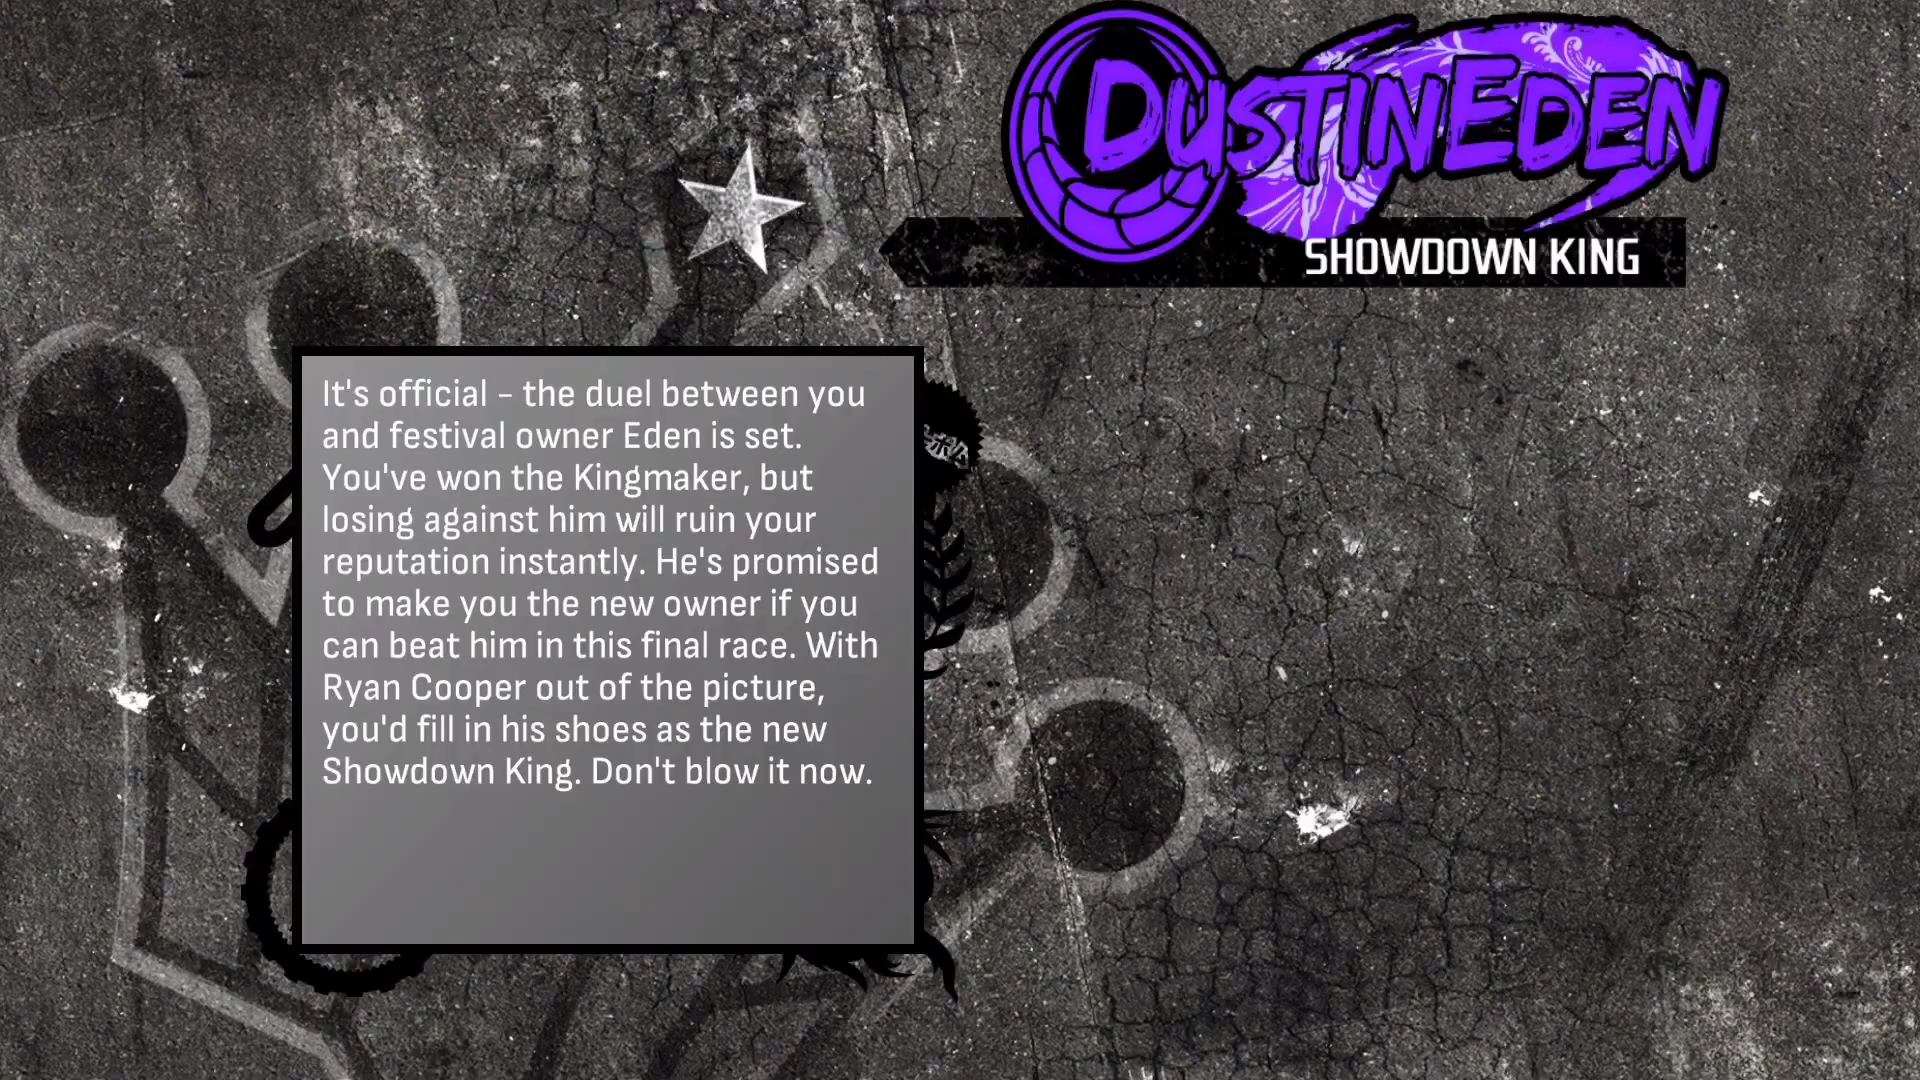 DUSTINEDEN
SHOWDOWN KING
It's official - the duel between you
and festival owner Eden is set.
You've won the Kingmaker, but
losing against him will ruin your
reputation instantly. He's promised
to make you the new owner if you
can beat him in this final race. With
Ryan Cooper out of the picture,
you'd fill in his shoes as the new
Showdown King. Don't blow it now.